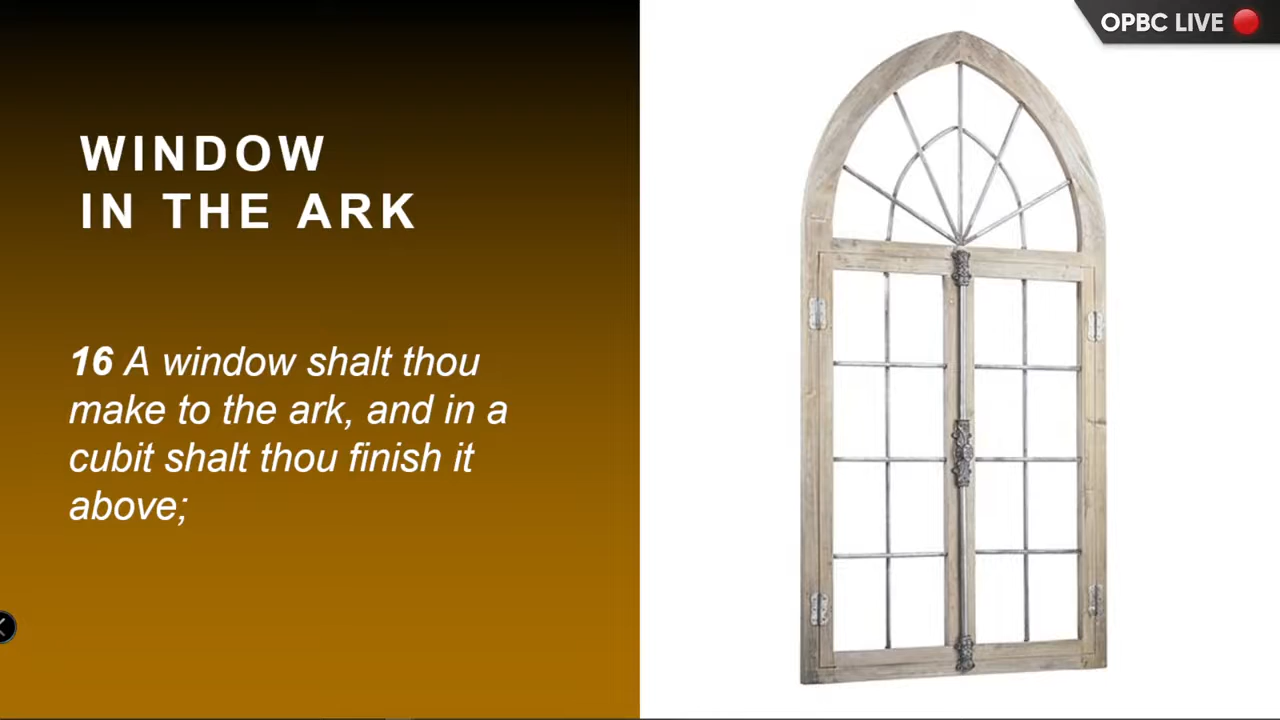 OPBC LIVE
WINDOW
IN THE ARK
16 A window shalt thou
make to the ark, and in a
cubit shalt thou finish it
above;